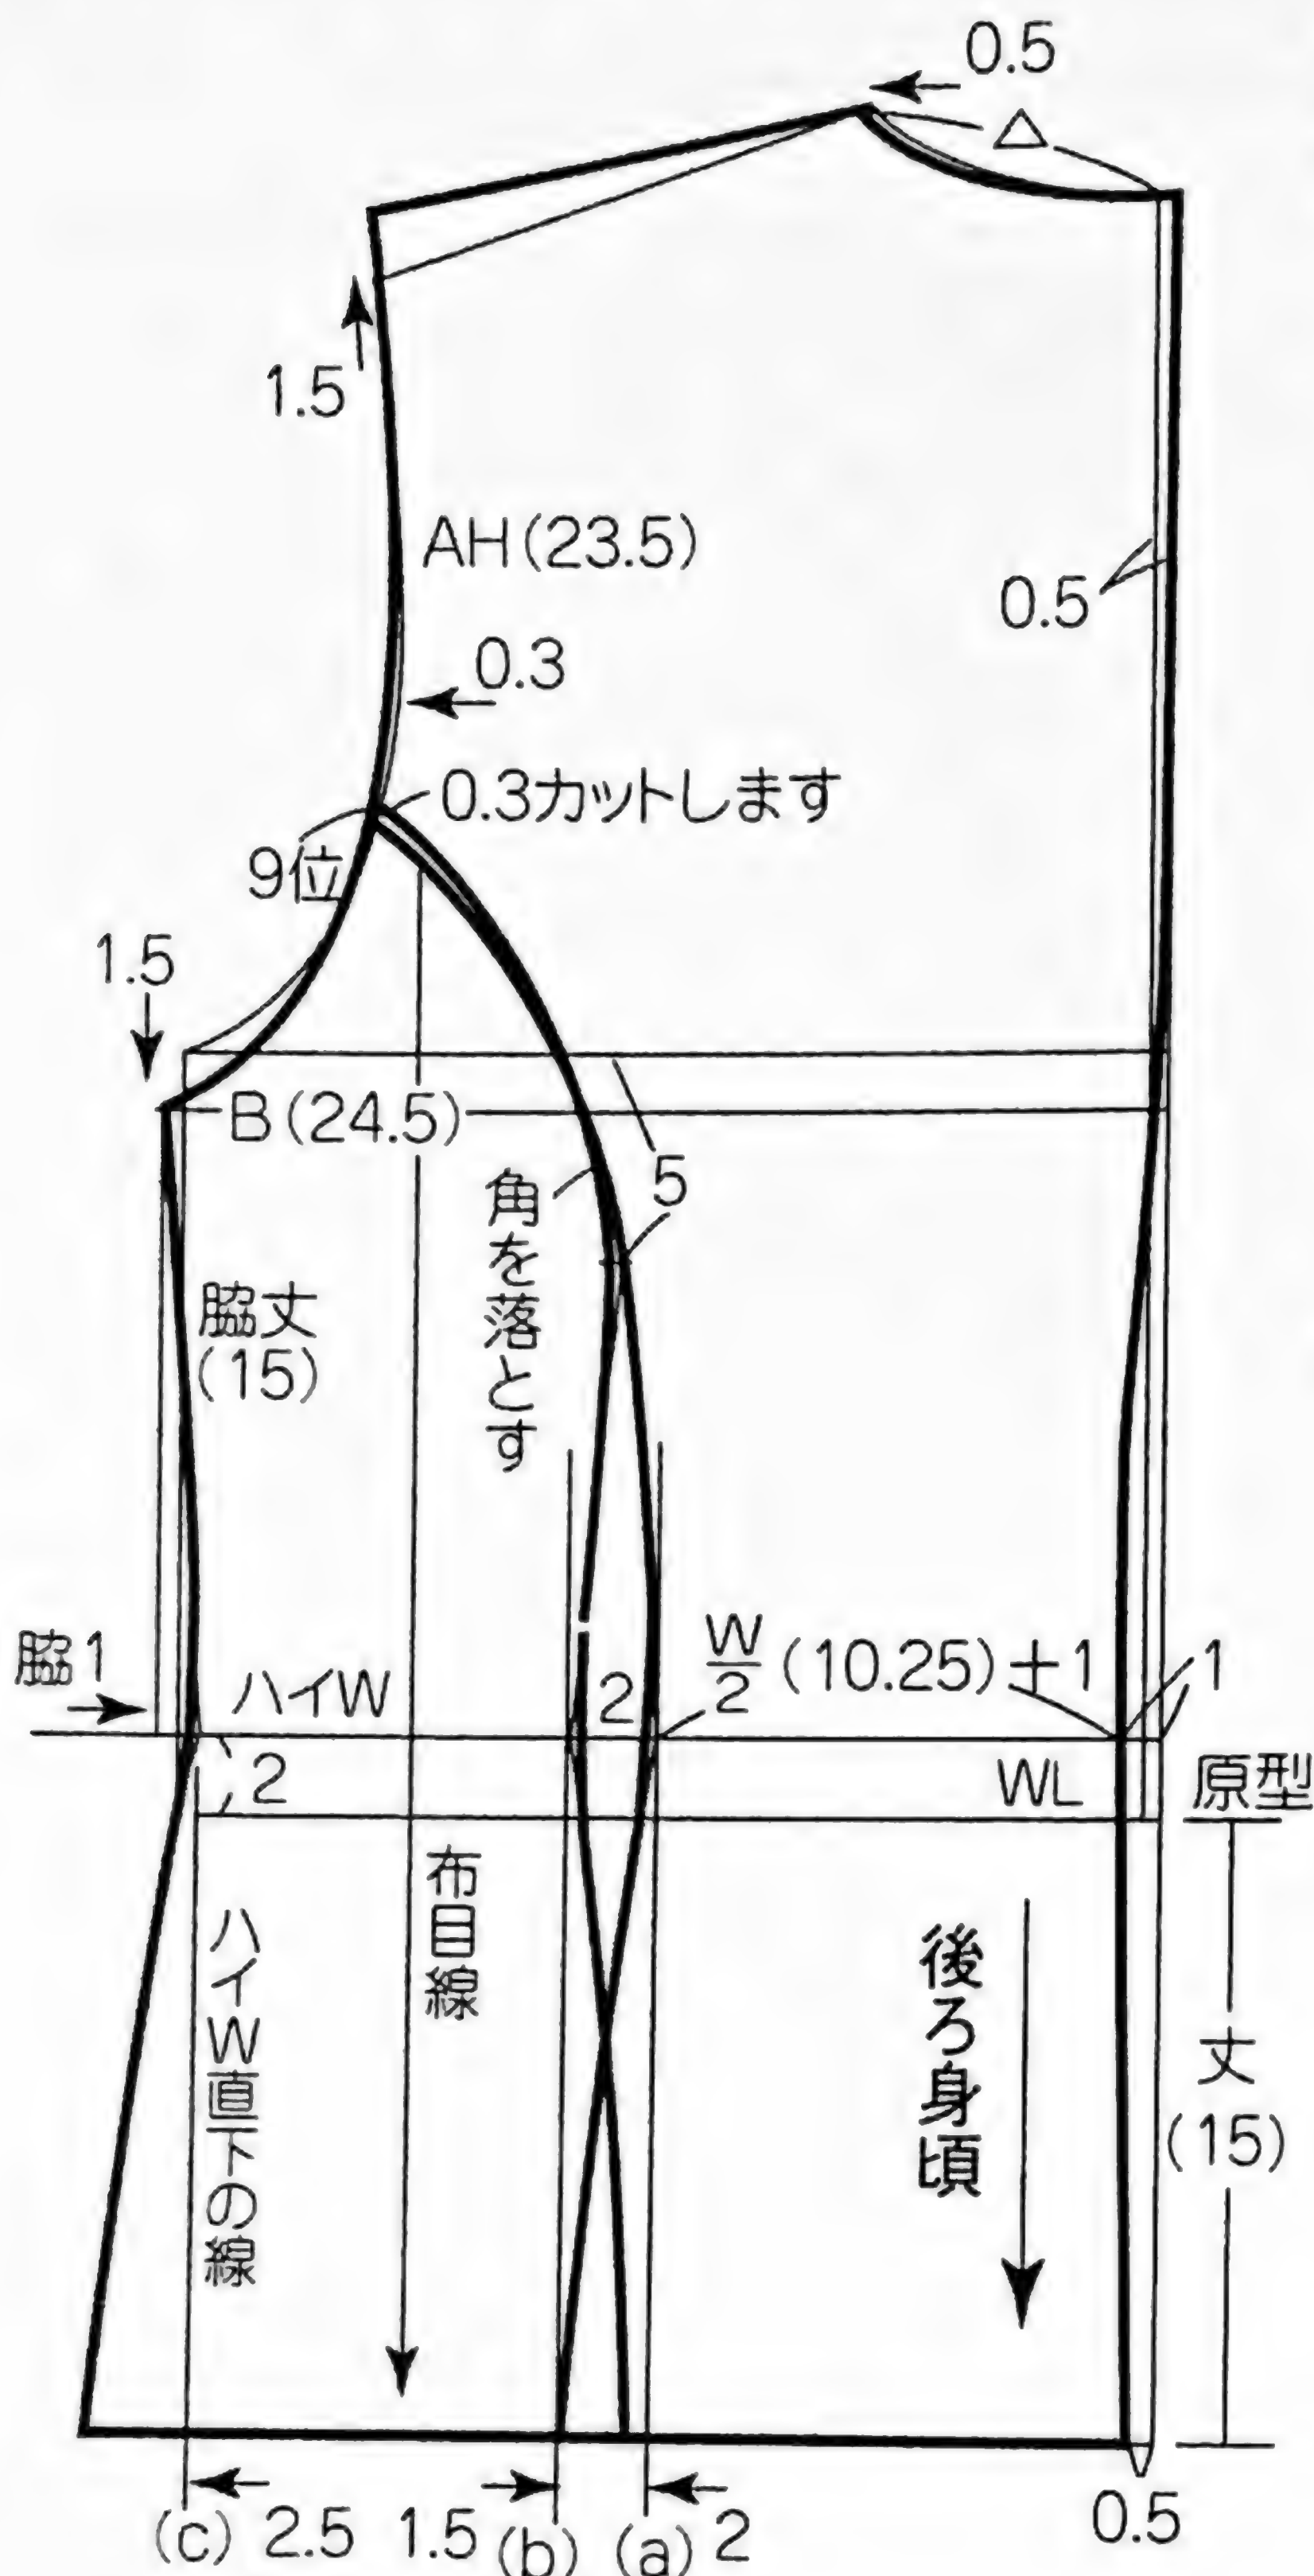 0.5
△
1.5
AH(23.5)
0.5
0.3
0.3カットします
9位
1.5
B(24.5)
5
角を落とす
脇丈
(15)
脇1
ハイW
2
W/2(10.25)+1
1
2
WL
原型
布目線
ハイW直下の線
後ろ身頃
丈
(15)
(c) 2.5 1.5 (b) (a) 2
0.5